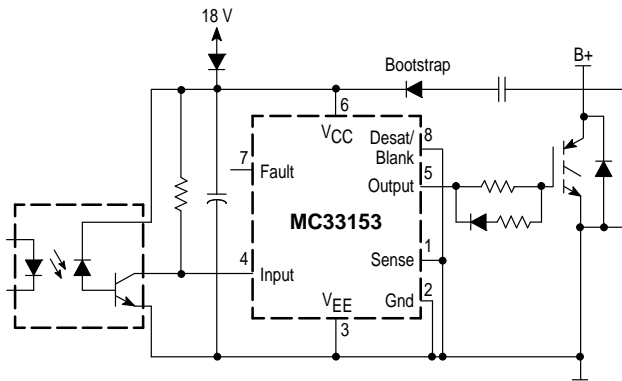 18 V
Bootstrap
B+
6
VCC
Desat/
Blank
8
7
Fault
5
Output
MC33153
4
Input
1
Sense
2
VEE
Gnd
3